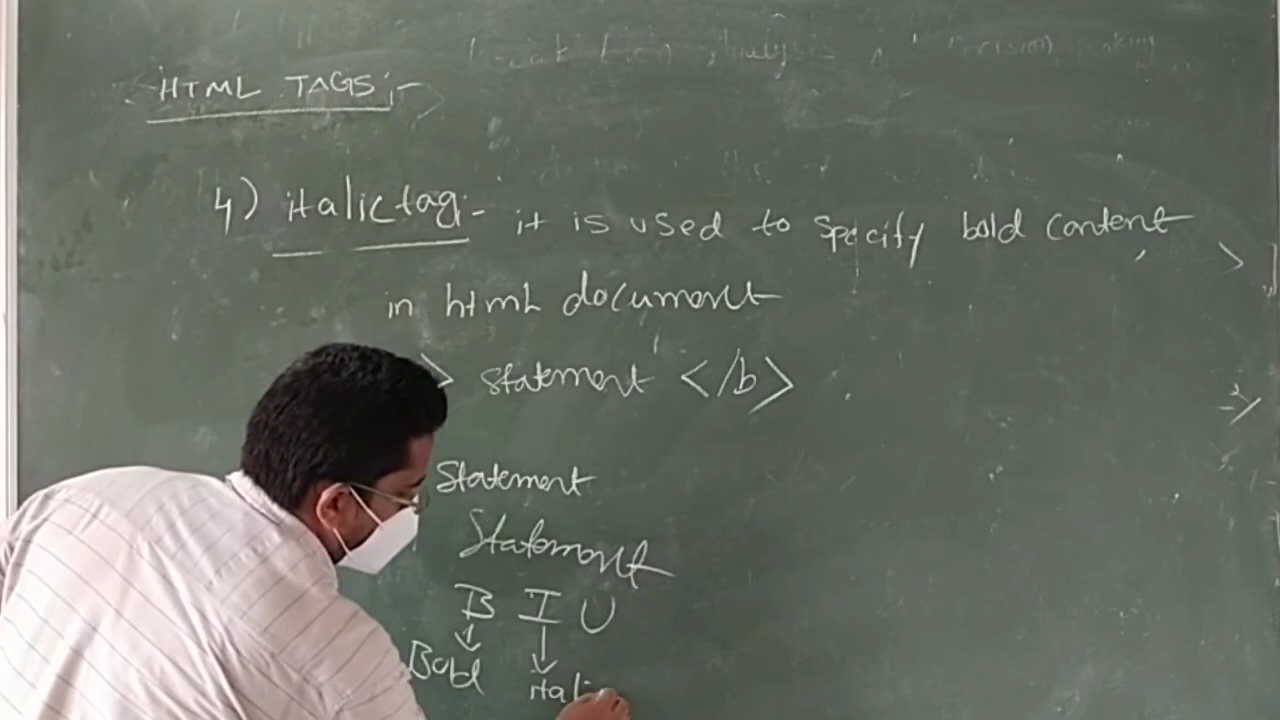 HTML TAGS:-
4) italic tag:- it is used to specify bold content
in html document
> statement </b>
Statement
Statement
B I U
Bold itali